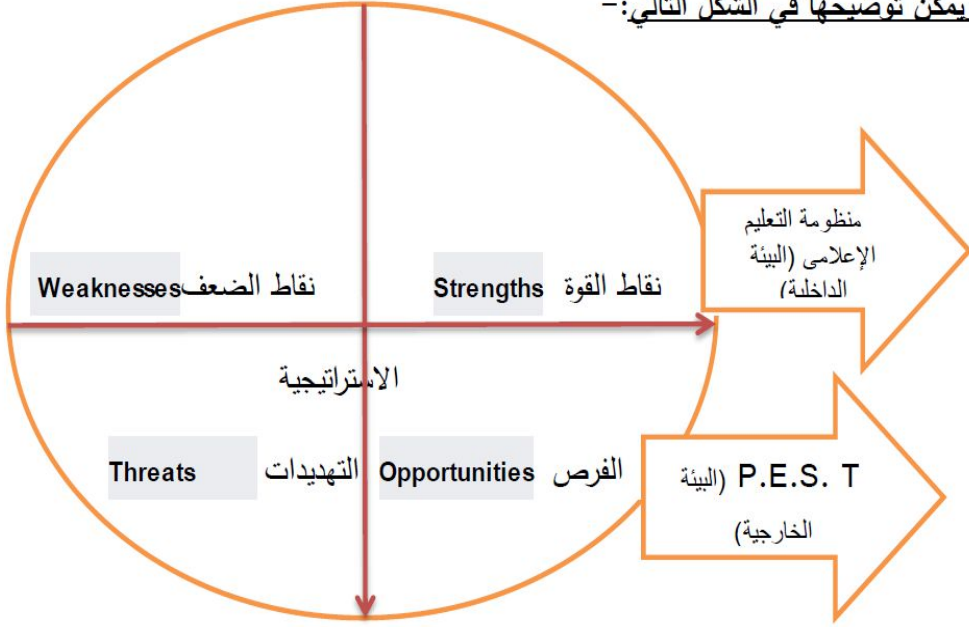 يمكن توضيحها في الشكل التالي:-
منظومة التعليم
الإعلامى (البيئة
الداخلية)
نقاط القوة Strengths
نقاط الضعف Weaknesses
الاستراتيجية
الفرص Opportunities
التهديدات Threats
P.E.S. T (البيئة
الخارجية)